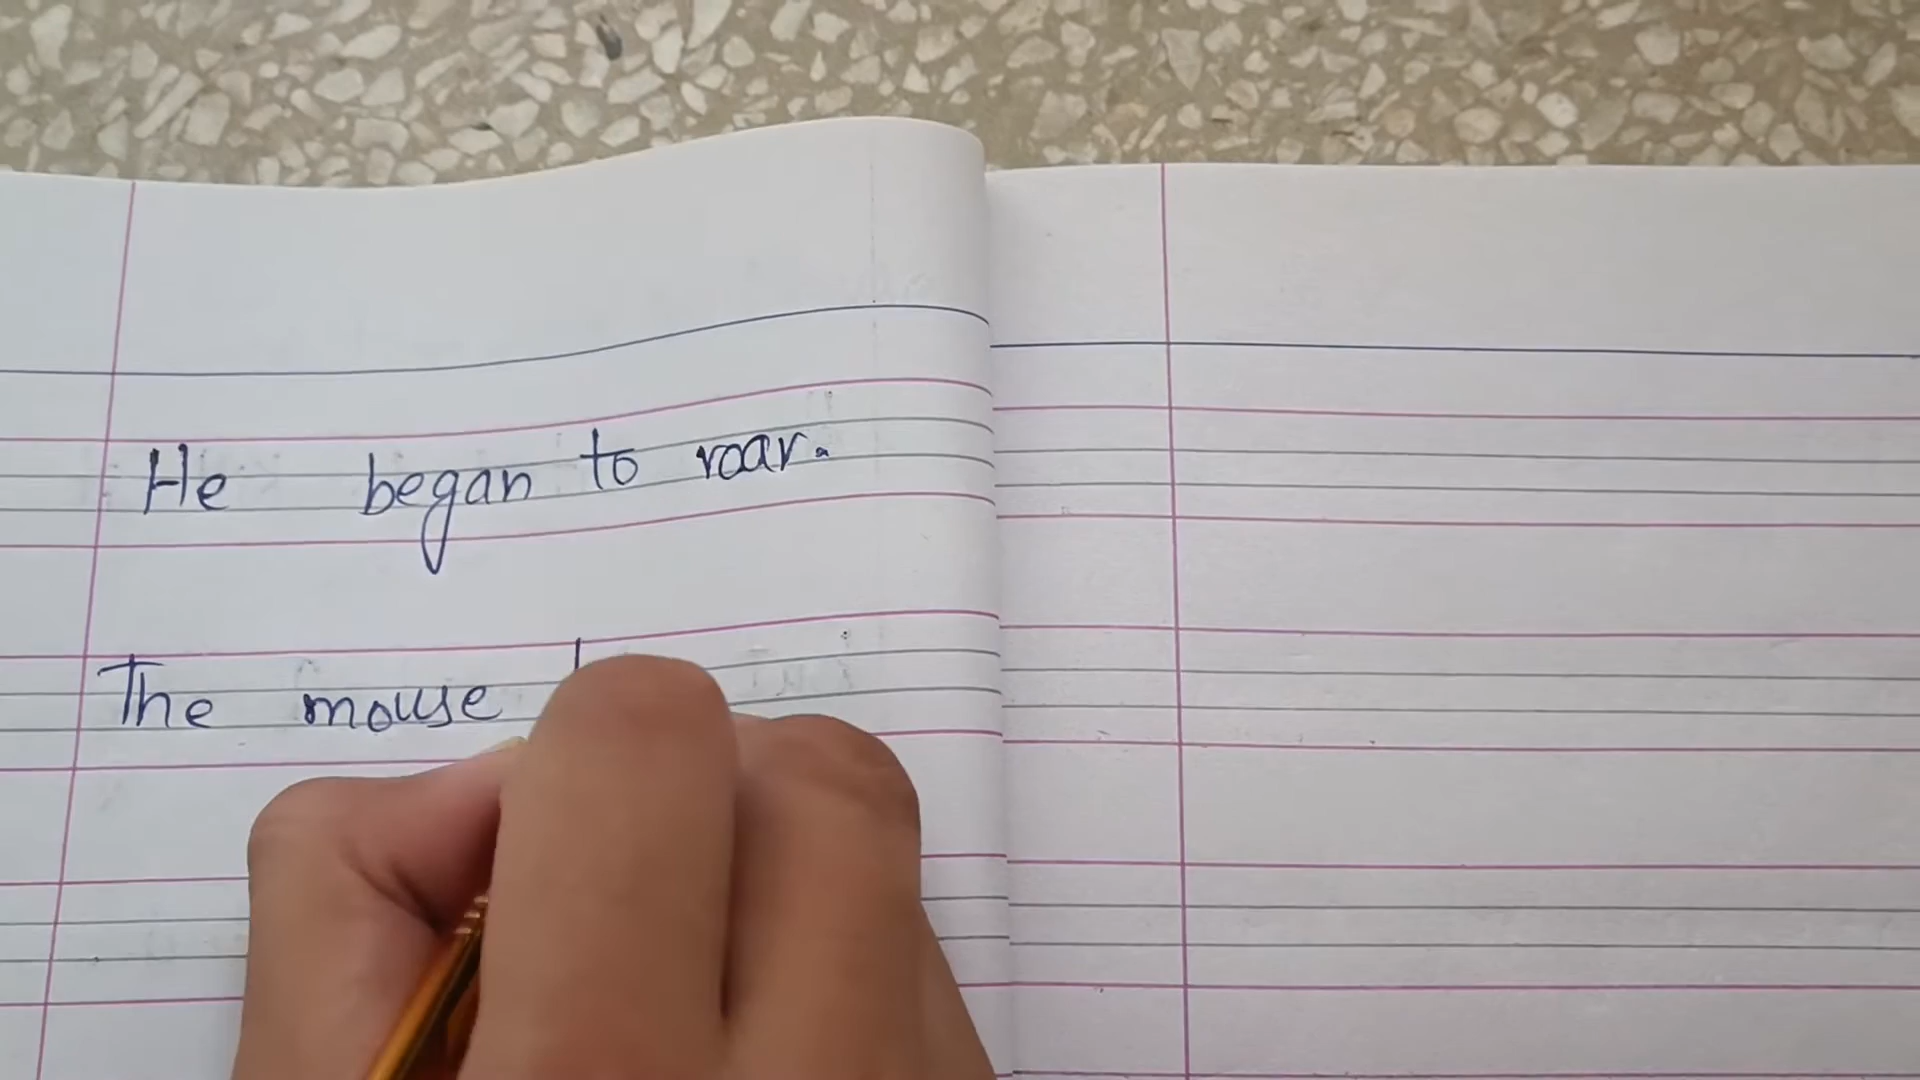 He began to roar.
The mouse